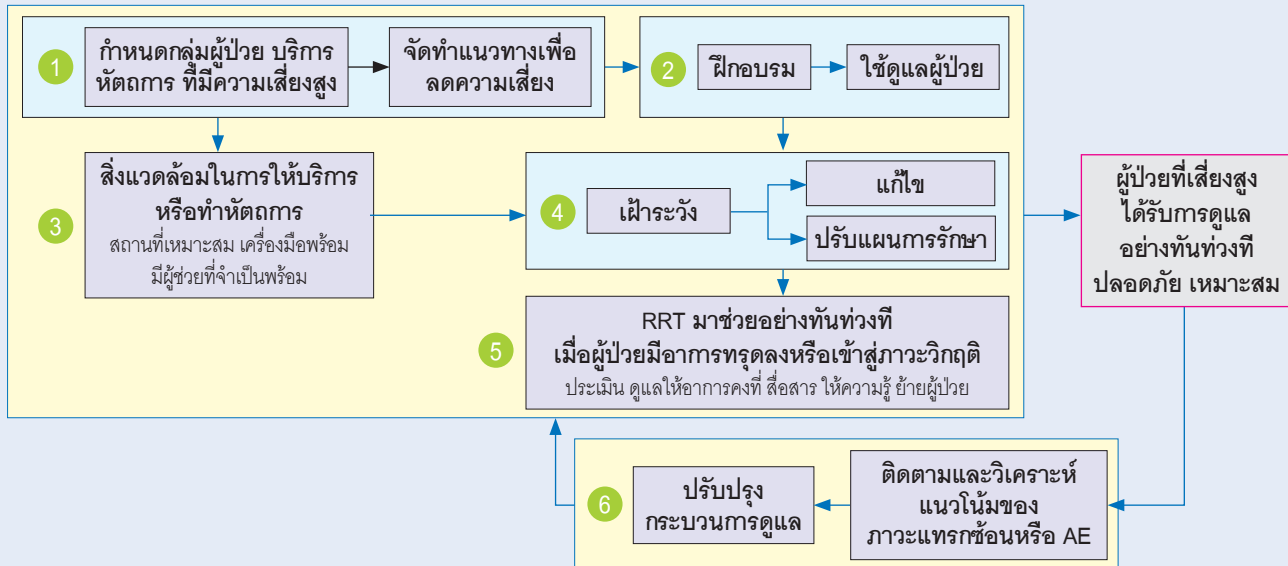 1
กำหนดกลุ่มผู้ป่วย บริการ
หัตถการ ที่มีความเสี่ยงสูง
จัดทำแนวทางเพื่อ
ลดความเสี่ยง
2
ฝึกอบรม
ใช้ดูแลผู้ป่วย
3
สิ่งแวดล้อมในการให้บริการ
หรือทำหัตถการ
สถานที่เหมาะสม เครื่องมือพร้อม
มีผู้ช่วยที่จำเป็นพร้อม
4
เฝ้าระวัง
แก้ไข
ปรับแผนการรักษา
5
RRT มาช่วยอย่างทันท่วงที
เมื่อผู้ป่วยมีอาการทรุดลงหรือเข้าสู่ภาวะวิกฤติ
ประเมิน ดูแลให้อาการคงที่ สื่อสาร ให้ความรู้ ย้ายผู้ป่วย
ผู้ป่วยที่เสี่ยงสูง
ได้รับการดูแล
อย่างทันท่วงที
ปลอดภัย เหมาะสม
6
ปรับปรุง
กระบวนการดูแล
ติดตามและวิเคราะห์
แนวโน้มของ
ภาวะแทรกซ้อนหรือ AE